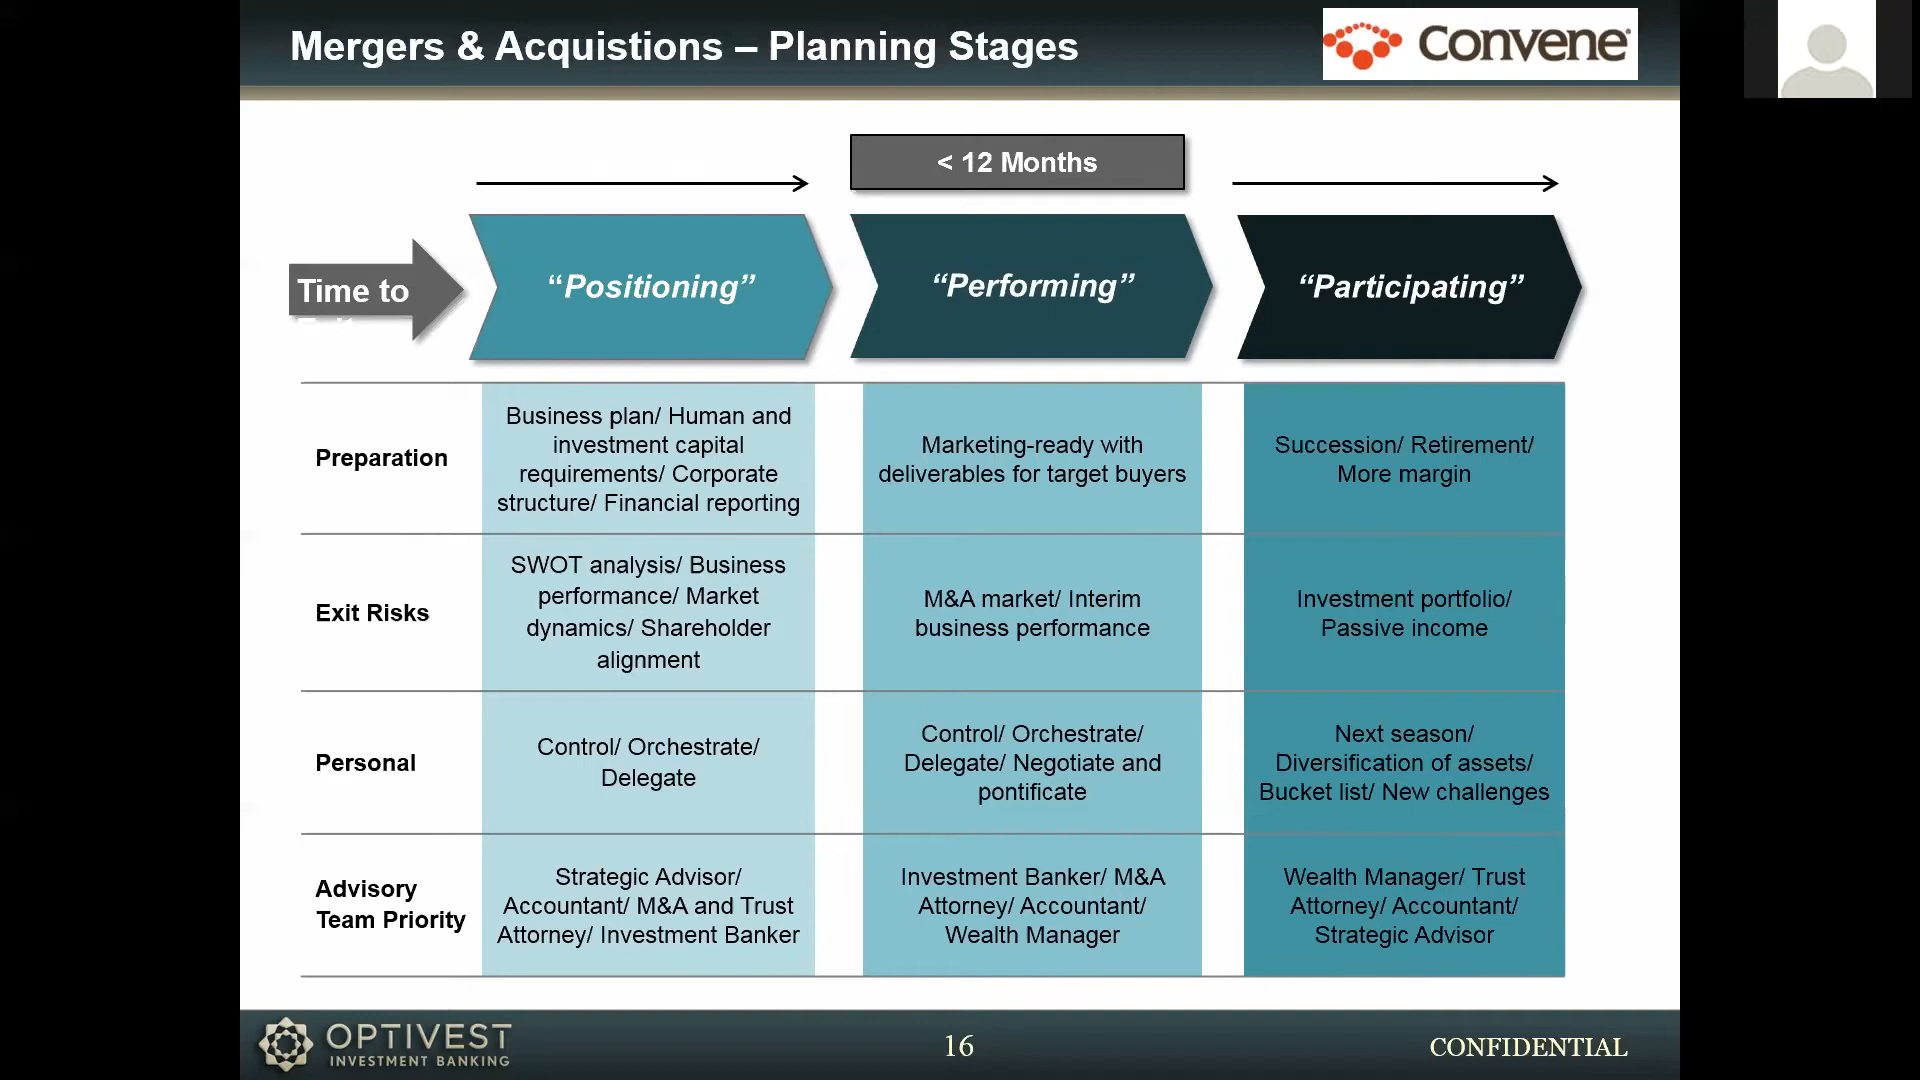 Mergers & Acquistions – Planning Stages
Convene
< 12 Months
Time to
“Positioning”
“Performing”
“Participating”
Preparation
Business plan/ Human and
investment capital
requirements/ Corporate
structure/ Financial reporting
Marketing-ready with
deliverables for target buyers
Succession/ Retirement/
More margin
Exit Risks
SWOT analysis/ Business
performance/ Market
dynamics/ Shareholder
alignment
M&A market/ Interim
business performance
Investment portfolio/
Passive income
Personal
Control/ Orchestrate/
Delegate
Control/ Orchestrate/
Delegate/ Negotiate and
pontificate
Next season/
Diversification of assets/
Bucket list/ New challenges
Advisory
Team Priority
Strategic Advisor/
Accountant/ M&A and Trust
Attorney/ Investment Banker
Investment Banker/ M&A
Attorney/ Accountant/
Wealth Manager
Wealth Manager/ Trust
Attorney/ Accountant/
Strategic Advisor
OPTIVEST
INVESTMENT BANKING
16
CONFIDENTIAL